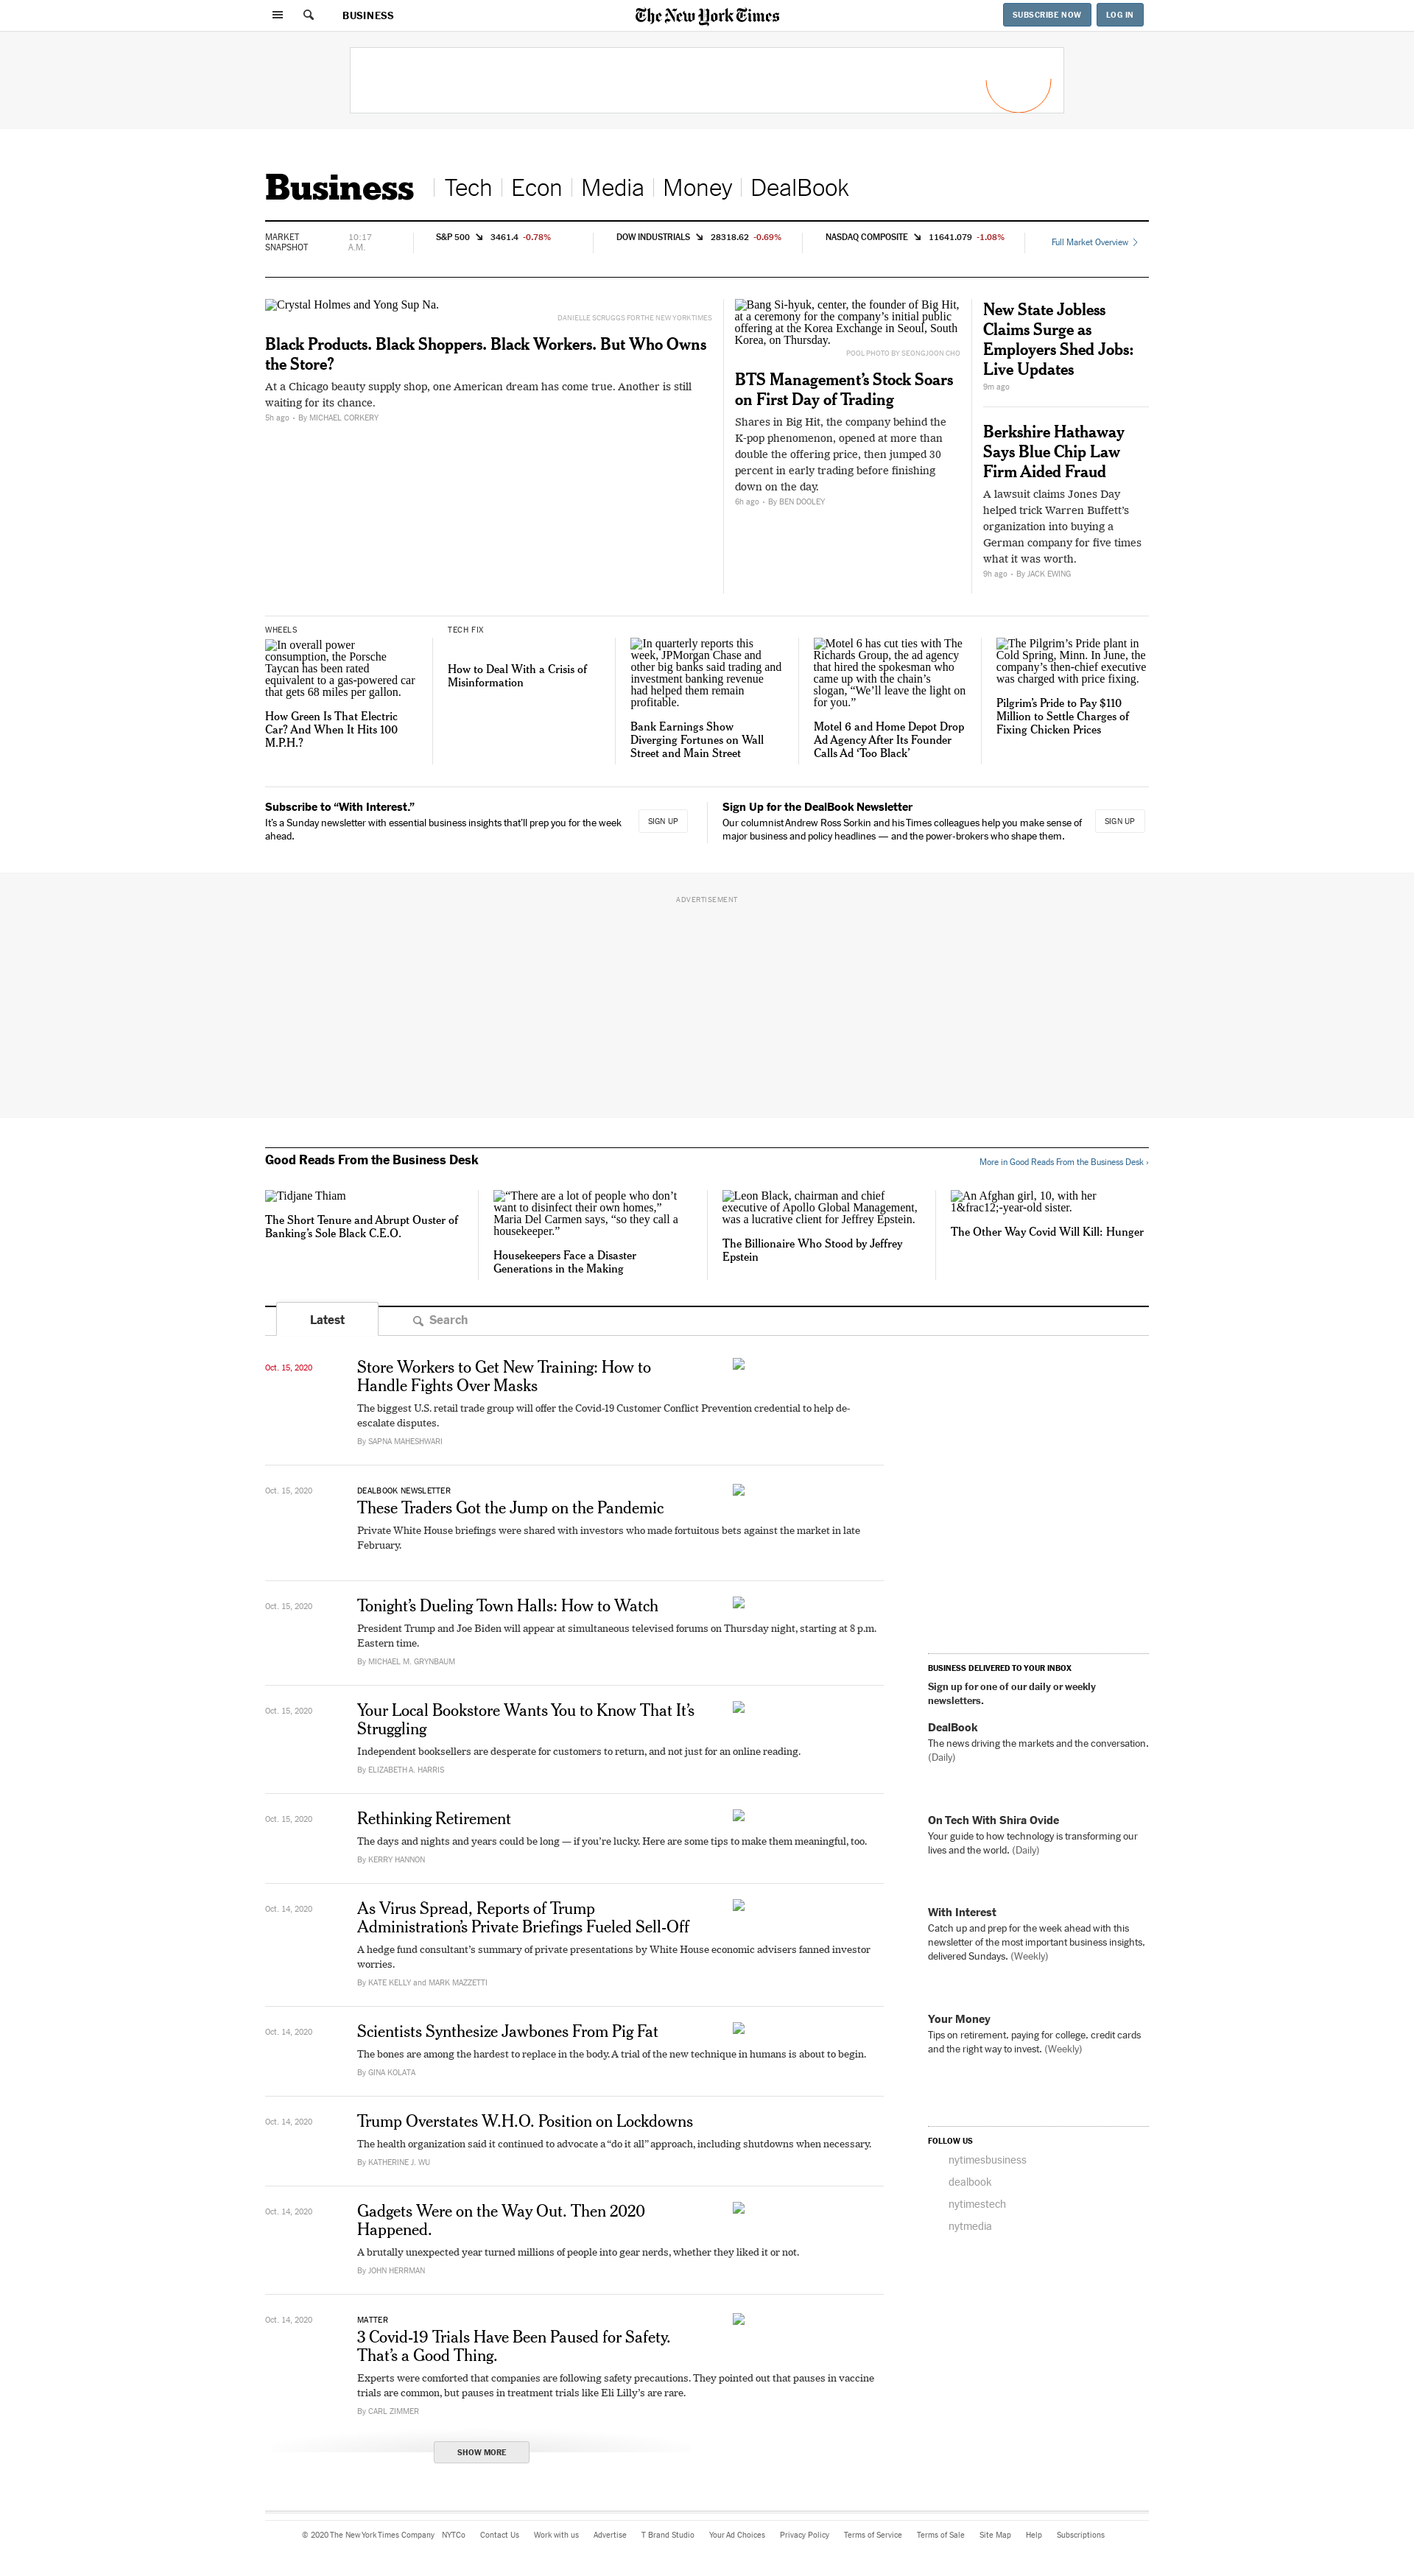 BUSINESS
The New York Times
SUBSCRIBE NOW
LOG IN
Business
Tech
Econ
Media
Money
DealBook
MARKET
SNAPSHOT
10:17
A.M.
S&P 500 3461.4 -0.78%
DOW INDUSTRIALS 28318.62 -0.69%
NASDAQ COMPOSITE 11641.079 -1.08%
Full Market Overview
Crystal Holmes and Yong Sup Na.
DANIELLE SCRUGGS FOR THE NEW YORK TIMES
Black Products. Black Shoppers. Black Workers. But Who Owns
the Store?
At a Chicago beauty supply shop, one American dream has come true. Another is still
waiting for its chance.
5h ago · By MICHAEL CORKERY
Bang Si-hyuk, center, the founder of Big Hit,
at a ceremony for the company’s initial public
offering at the Korea Exchange in Seoul, South
Korea, on Thursday.
POOL PHOTO BY SEONGJOON CHO
BTS Management’s Stock Soars
on First Day of Trading
Shares in Big Hit, the company behind the
K-pop phenomenon, opened at more than
double the offering price, then jumped 30
percent in early trading before finishing
down on the day.
6h ago · By BEN DOOLEY
New State Jobless
Claims Surge as
Employers Shed Jobs:
Live Updates
9m ago
Berkshire Hathaway
Says Blue Chip Law
Firm Aided Fraud
A lawsuit claims Jones Day
helped trick Warren Buffett’s
organization into buying a
German company for five times
what it was worth.
9h ago · By JACK EWING
WHEELS
In overall power
consumption, the Porsche
Taycan has been rated
equivalent to a gas-powered car
that gets 68 miles per gallon.
How Green Is That Electric
Car? And When It Hits 100
M.P.H.?
TECH FIX
How to Deal With a Crisis of
Misinformation
In quarterly reports this
week, JPMorgan Chase and
other big banks said trading and
investment banking revenue
had helped them remain
profitable.
Bank Earnings Show
Diverging Fortunes on Wall
Street and Main Street
Motel 6 has cut ties with The
Richards Group, the ad agency
that hired the spokesman who
came up with the chain’s
slogan, “We’ll leave the light on
for you.”
Motel 6 and Home Depot Drop
Ad Agency After Its Founder
Calls Ad ‘Too Black’
The Pilgrim’s Pride plant in
Cold Spring, Minn. In June, the
company’s then-chief executive
was charged with price fixing.
Pilgrim’s Pride to Pay $110
Million to Settle Charges of
Fixing Chicken Prices
Subscribe to “With Interest.”
It’s a Sunday newsletter with essential business insights that’ll prep you for the week
ahead.
SIGN UP
Sign Up for the DealBook Newsletter
Our columnist Andrew Ross Sorkin and his Times colleagues help you make sense of
major business and policy headlines — and the power-brokers who shape them.
SIGN UP
ADVERTISEMENT
Good Reads From the Business Desk
More in Good Reads From the Business Desk ›
Tidjane Thiam
The Short Tenure and Abrupt Ouster of
Banking’s Sole Black C.E.O.
“There are a lot of people who don’t
want to disinfect their own homes,”
Maria Del Carmen says, “so they call a
housekeeper.”
Housekeepers Face a Disaster
Generations in the Making
Leon Black, chairman and chief
executive of Apollo Global Management,
was a lucrative client for Jeffrey Epstein.
The Billionaire Who Stood by Jeffrey
Epstein
An Afghan girl, 10, with her
1&frac12;-year-old sister.
The Other Way Covid Will Kill: Hunger
Latest
Search
Oct. 15, 2020
Store Workers to Get New Training: How to
Handle Fights Over Masks
The biggest U.S. retail trade group will offer the Covid-19 Customer Conflict Prevention credential to help de-
escalate disputes.
By SAPNA MAHESHWARI
Oct. 15, 2020
DEALBOOK NEWSLETTER
These Traders Got the Jump on the Pandemic
Private White House briefings were shared with investors who made fortuitous bets against the market in late
February.
Oct. 15, 2020
Tonight’s Dueling Town Halls: How to Watch
President Trump and Joe Biden will appear at simultaneous televised forums on Thursday night, starting at 8 p.m.
Eastern time.
By MICHAEL M. GRYNBAUM
Oct. 15, 2020
Your Local Bookstore Wants You to Know That It’s
Struggling
Independent booksellers are desperate for customers to return, and not just for an online reading.
By ELIZABETH A. HARRIS
Oct. 15, 2020
Rethinking Retirement
The days and nights and years could be long — if you’re lucky. Here are some tips to make them meaningful, too.
By KERRY HANNON
Oct. 14, 2020
As Virus Spread, Reports of Trump
Administration’s Private Briefings Fueled Sell-Off
A hedge fund consultant’s summary of private presentations by White House economic advisers fanned investor
worries.
By KATE KELLY and MARK MAZZETTI
Oct. 14, 2020
Scientists Synthesize Jawbones From Pig Fat
The bones are among the hardest to replace in the body. A trial of the new technique in humans is about to begin.
By GINA KOLATA
Oct. 14, 2020
Trump Overstates W.H.O. Position on Lockdowns
The health organization said it continued to advocate a “do it all” approach, including shutdowns when necessary.
By KATHERINE J. WU
Oct. 14, 2020
Gadgets Were on the Way Out. Then 2020
Happened.
A brutally unexpected year turned millions of people into gear nerds, whether they liked it or not.
By JOHN HERRMAN
Oct. 14, 2020
MATTER
3 Covid-19 Trials Have Been Paused for Safety.
That’s a Good Thing.
Experts were comforted that companies are following safety precautions. They pointed out that pauses in vaccine
trials are common, but pauses in treatment trials like Eli Lilly’s are rare.
By CARL ZIMMER
SHOW MORE
BUSINESS DELIVERED TO YOUR INBOX
Sign up for one of our daily or weekly
newsletters.
DealBook
The news driving the markets and the conversation.
(Daily)
On Tech With Shira Ovide
Your guide to how technology is transforming our
lives and the world. (Daily)
With Interest
Catch up and prep for the week ahead with this
newsletter of the most important business insights,
delivered Sundays. (Weekly)
Your Money
Tips on retirement, paying for college, credit cards
and the right way to invest. (Weekly)
FOLLOW US
nytimesbusiness
dealbook
nytimestech
nytmedia
© 2020 The New York Times Company NYTCo Contact Us Work with us Advertise T Brand Studio Your Ad Choices Privacy Policy Terms of Service Terms of Sale Site Map Help Subscriptions